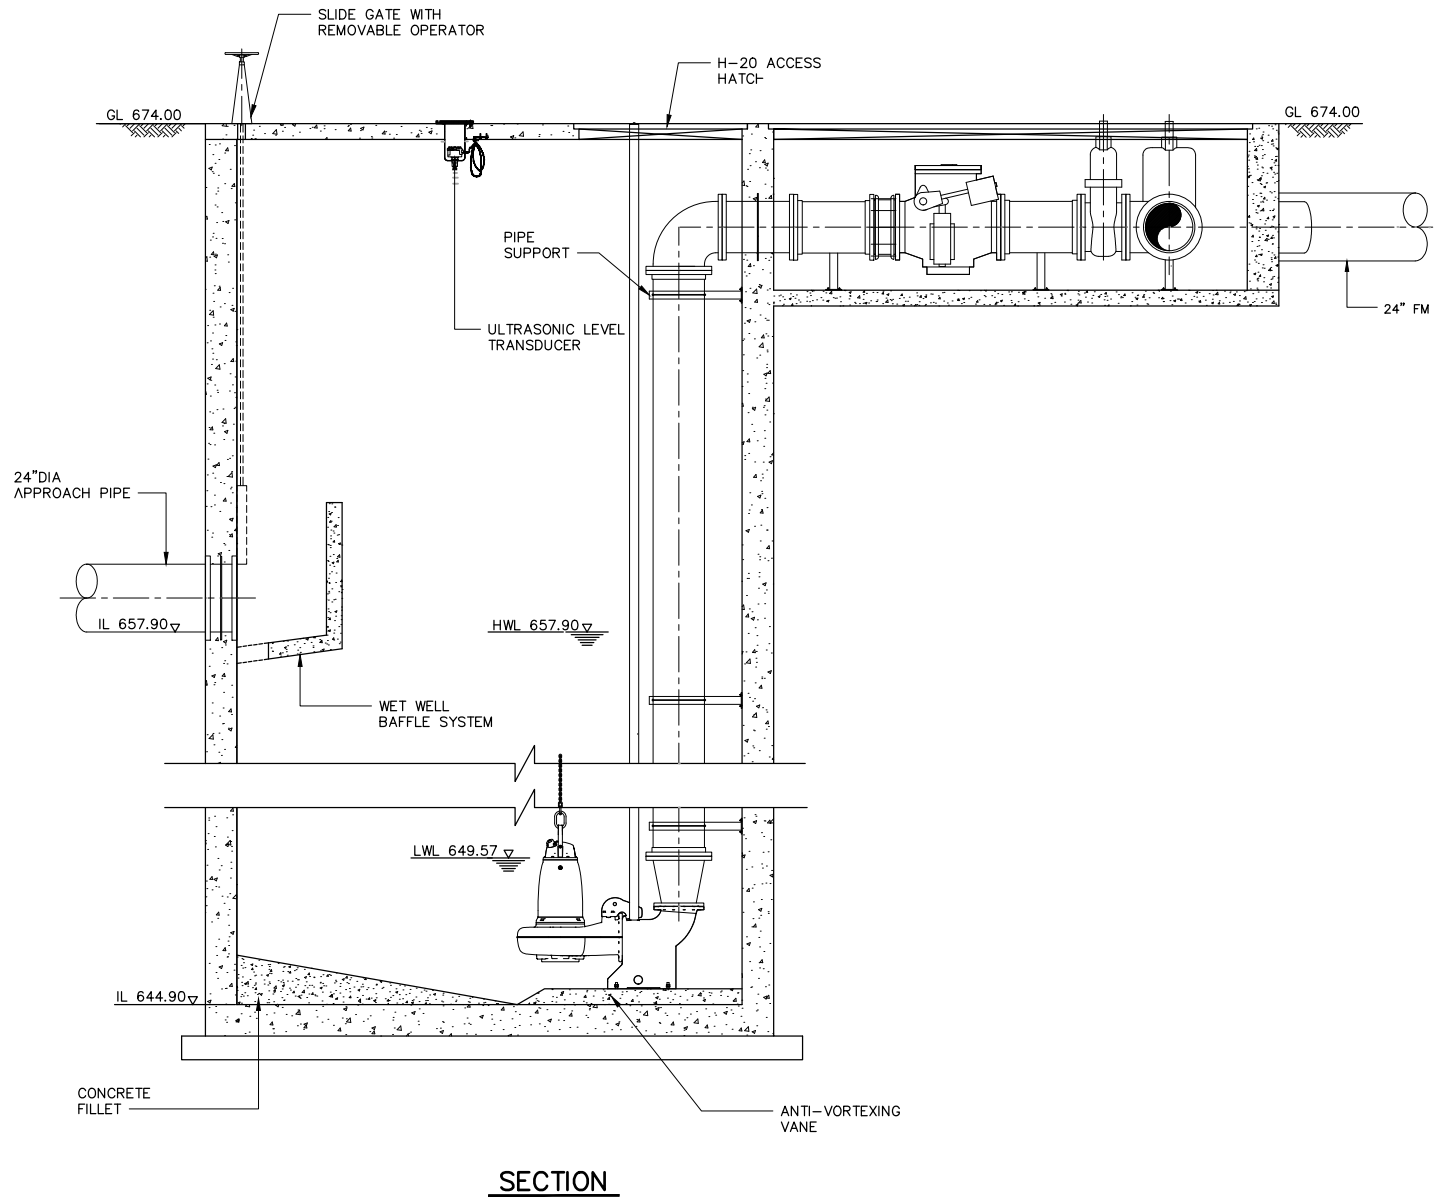 SLIDE GATE WITH
REMOVABLE OPERATOR
H-20 ACCESS
HATCH
GL 674.00
GL 674.00
PIPE
SUPPORT
24" FM
ULTRASONIC LEVEL
TRANSDUCER
24"DIA
APPROACH PIPE
IL 657.90
HWL 657.90
WET WELL
BAFFLE SYSTEM
LWL 649.57
IL 644.90
CONCRETE
FILLET
ANTI-VORTEXING
VANE
SECTION